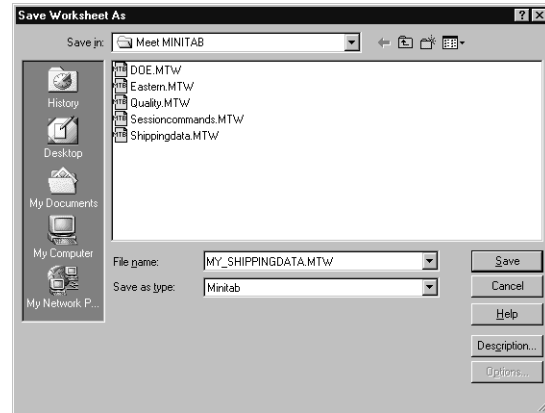 Save Worksheet As
Save in: Meet MINITAB
History
Desktop
My Documents
My Computer
My Network P...
DOE.MTW
Eastern.MTW
Quality.MTW
Sessioncommands.MTW
Shippingdata.MTW
File name: MY_SHIPPINGDATA.MTW
Save as type: Minitab
Save
Cancel
Help
Description...
Options...